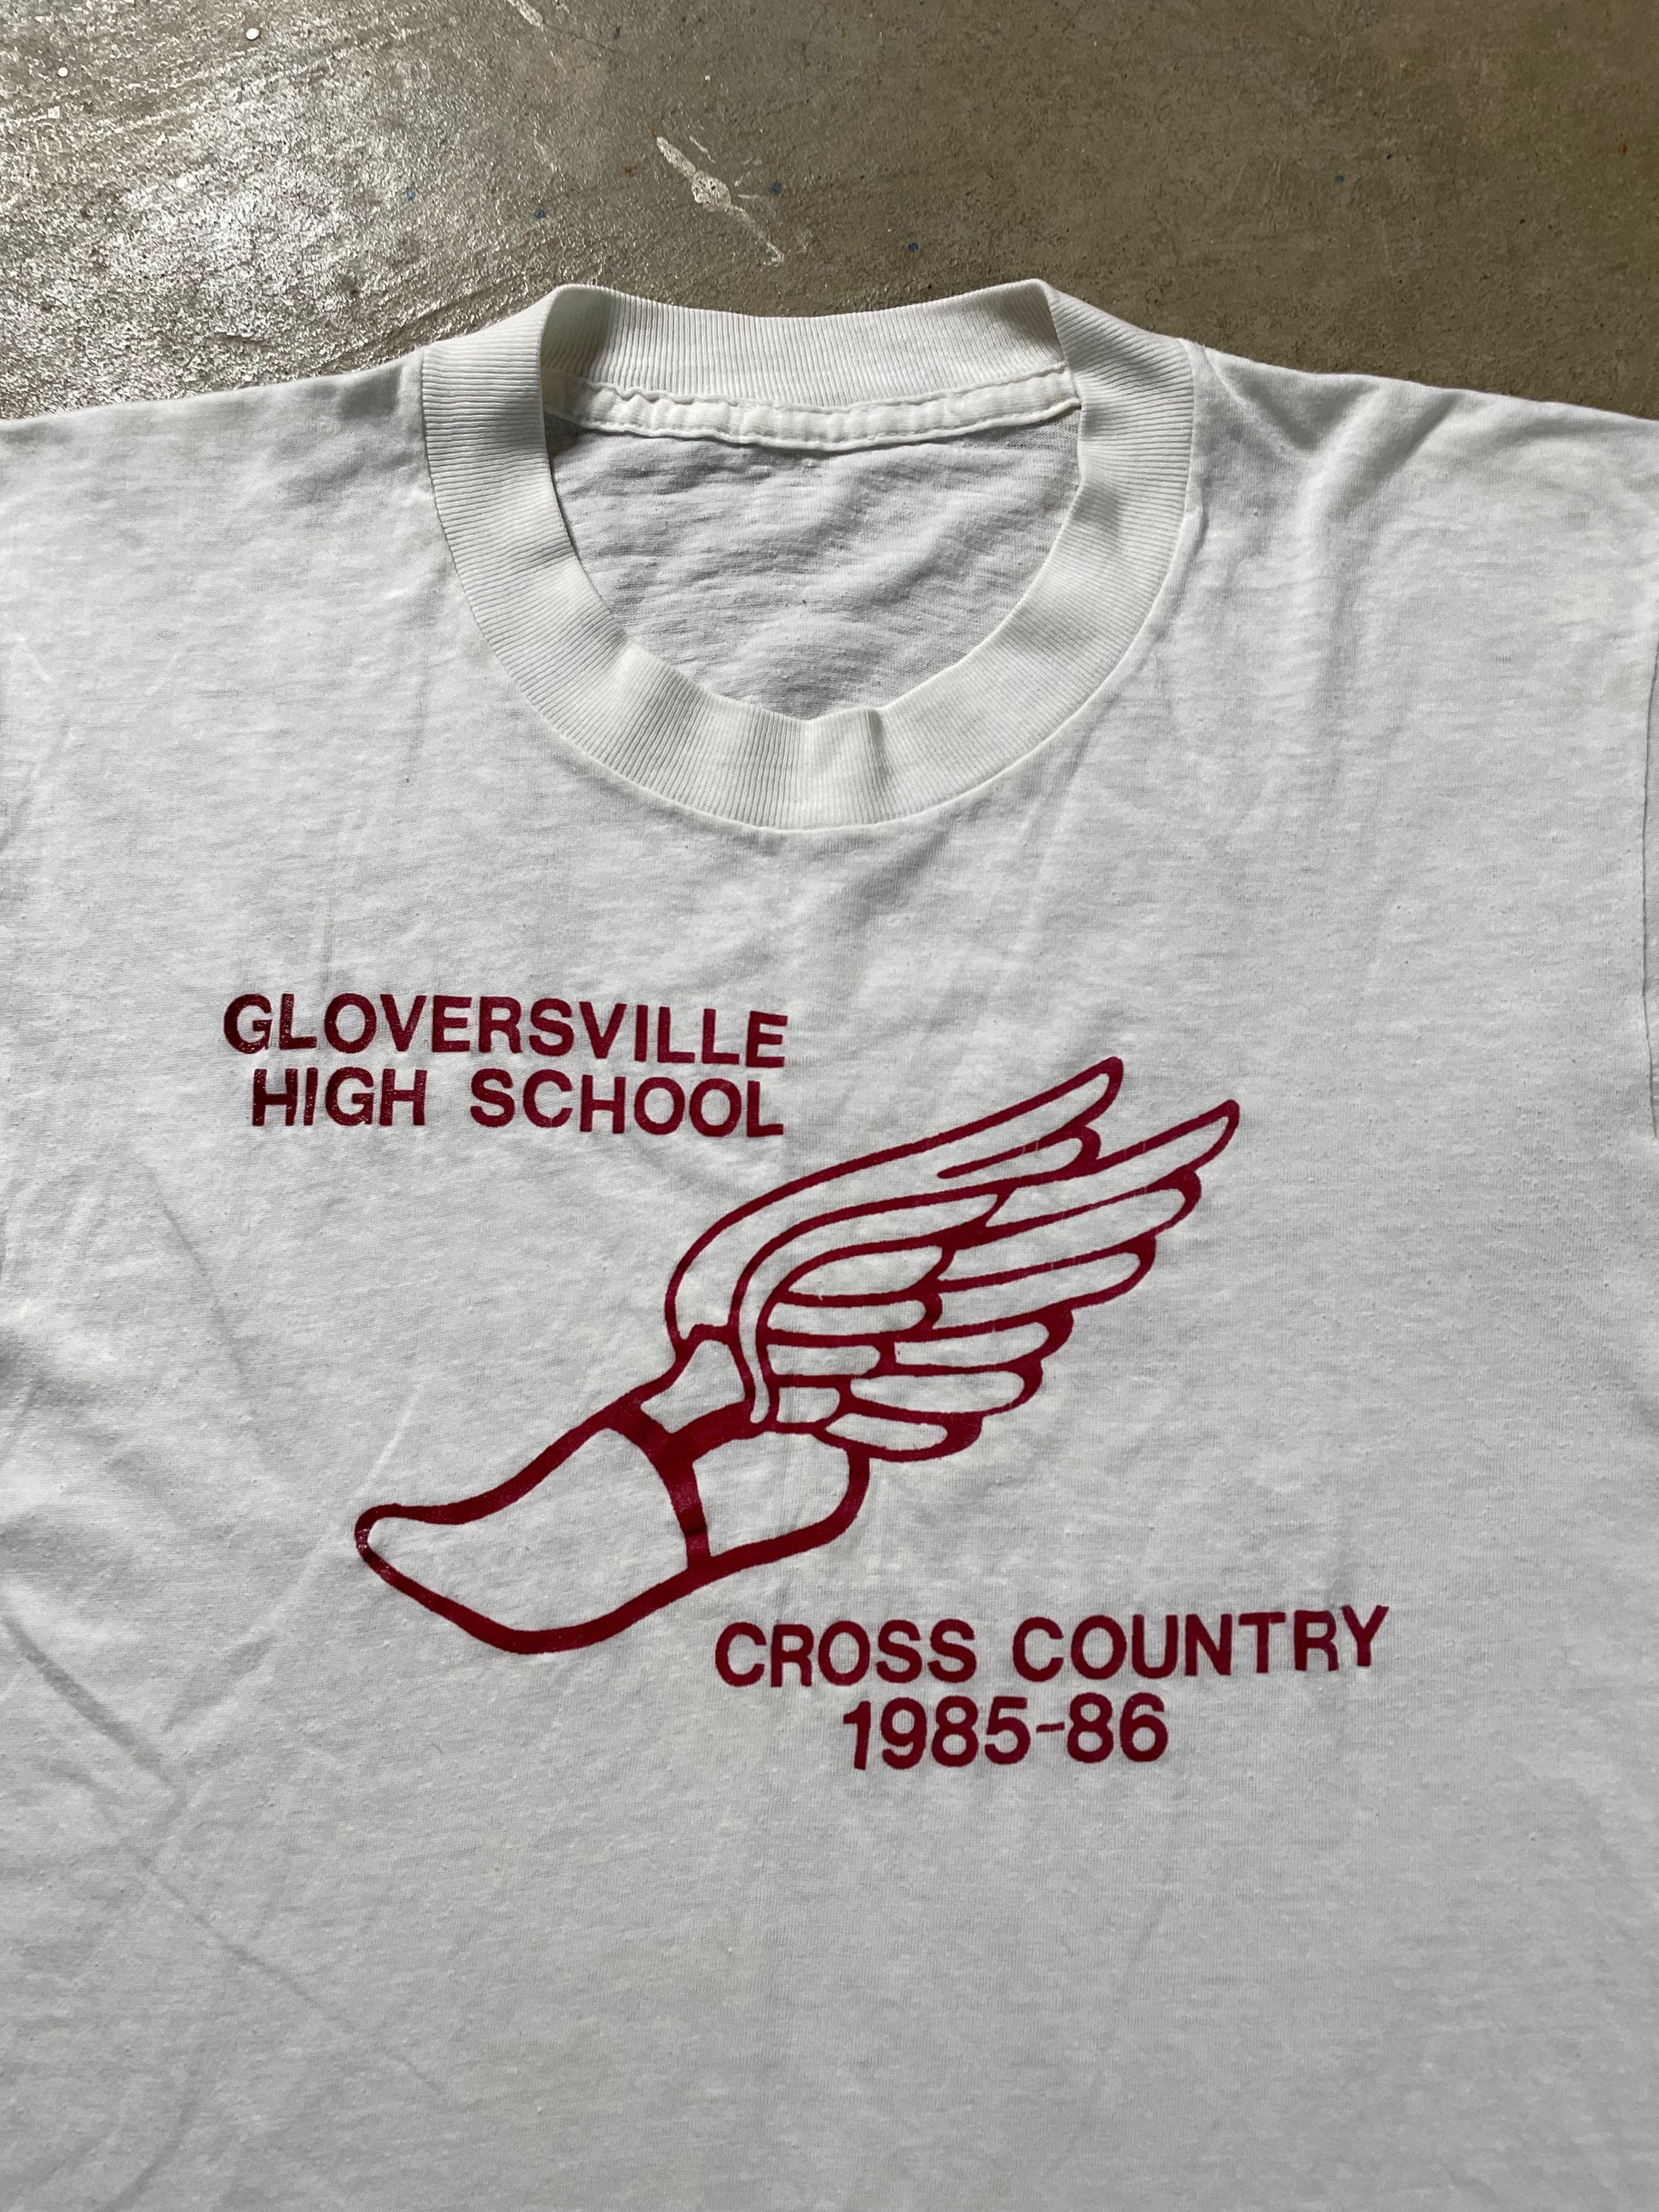 GLOVERSVILLE
HIGH SCHOOL
CROSS COUNTRY
1985-86